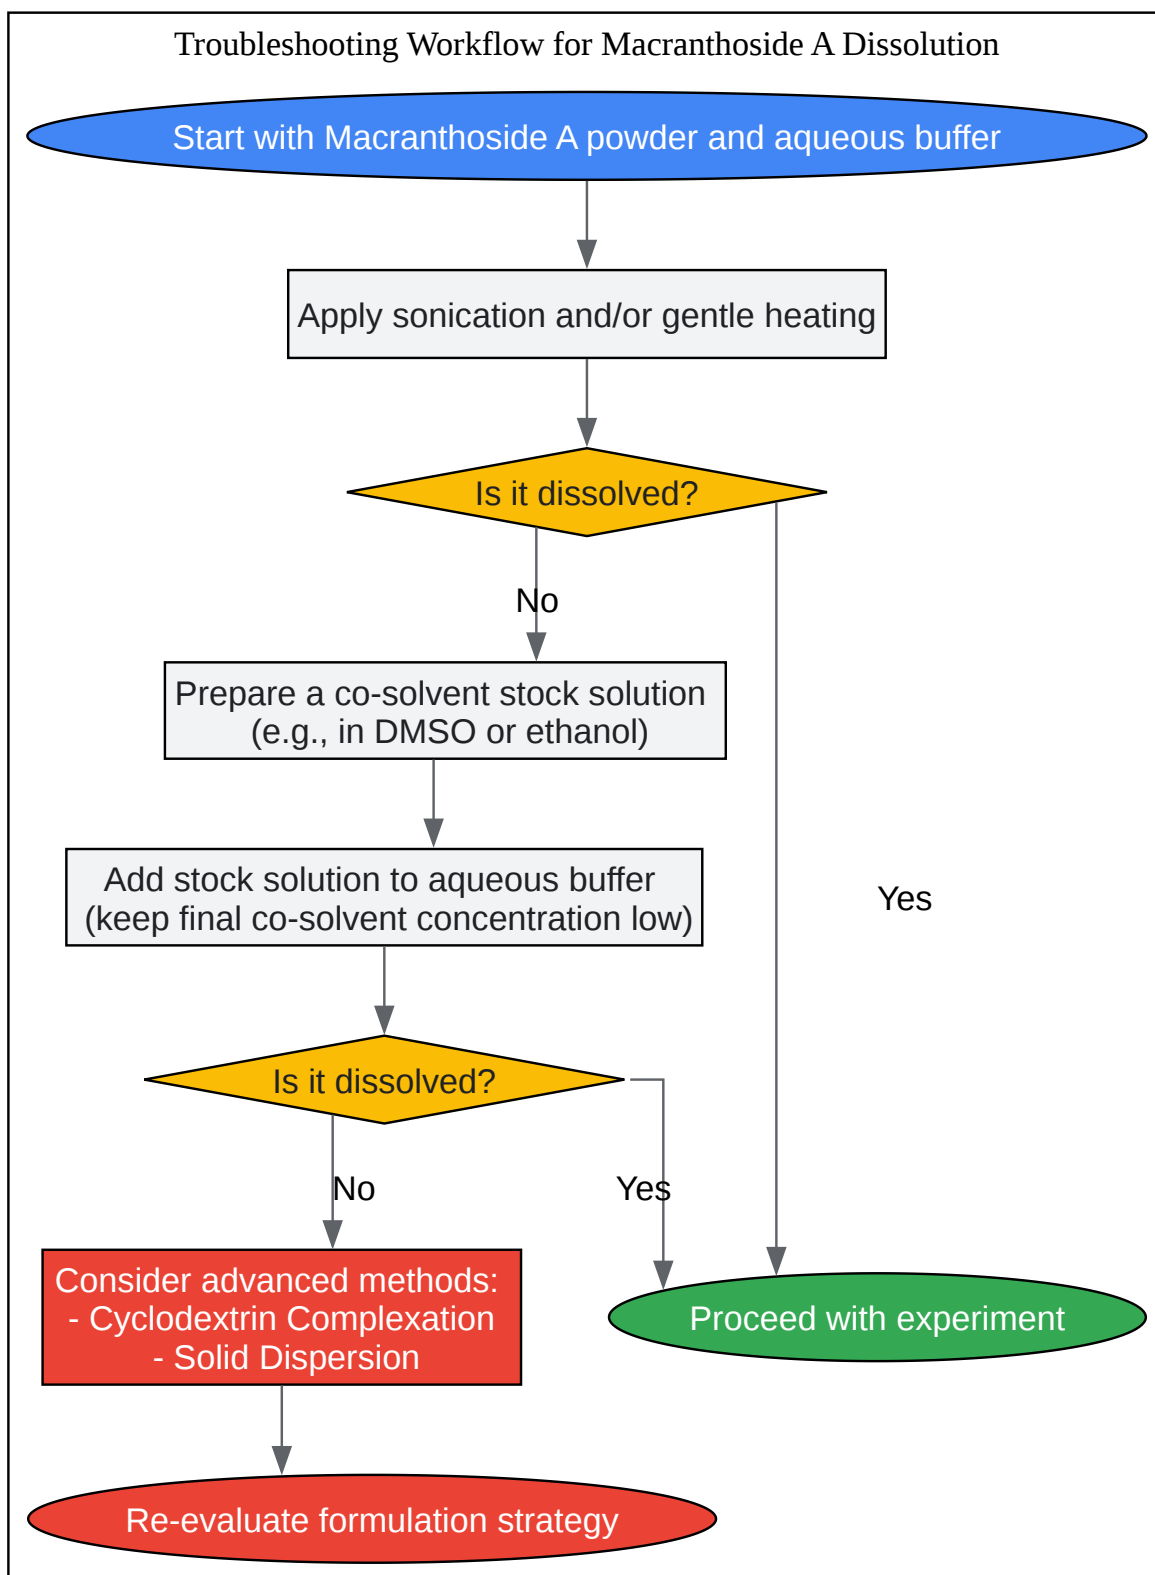 Troubleshooting Workflow for Macranthoside A Dissolution
Start with Macranthoside A powder and aqueous buffer
Apply sonication and/or gentle heating
Is it dissolved?
No
Prepare a co-solvent stock solution
(e.g., in DMSO or ethanol)
Add stock solution to aqueous buffer
(keep final co-solvent concentration low)
Yes
Is it dissolved?
No
Yes
Consider advanced methods:
- Cyclodextrin Complexation
- Solid Dispersion
Proceed with experiment
Re-evaluate formulation strategy